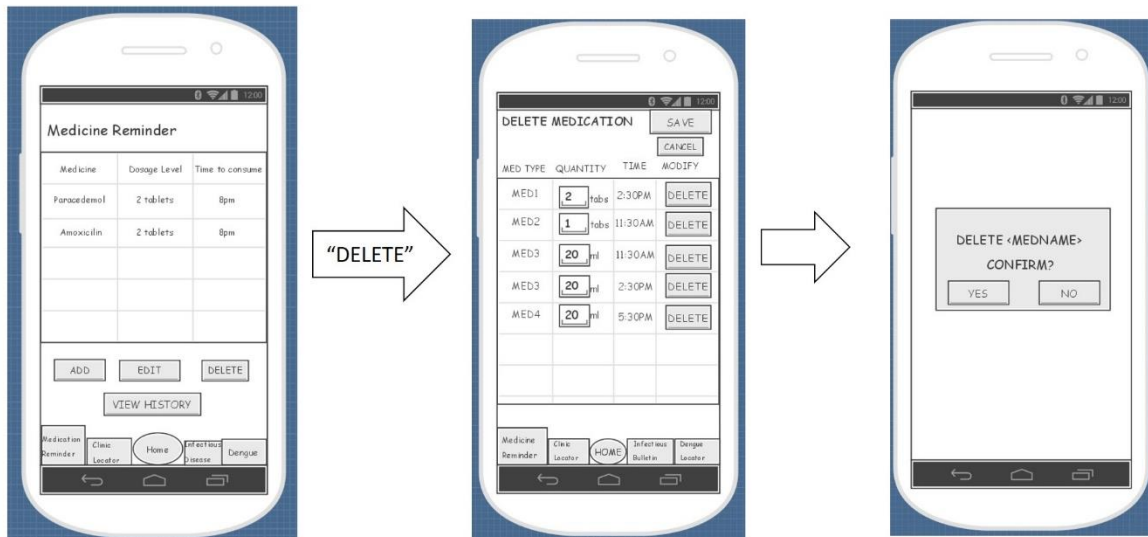 12:00
Medicine Reminder
Medicine Dosage Level Time to consume
Paracedemol 2 tablets 8pm
Amoxicilin 2 tablets 8pm
ADD EDIT DELETE
VIEW HISTORY
Medication Reminder
Clinic Locator
Home
Infectious Disease
Dengue
“DELETE”
12:00
DELETE MEDICATION SAVE
CANCEL
MED TYPE QUANTITY TIME MODIFY
MED1 2 tabs 2:30PM DELETE
MED2 1 tabs 11:30AM DELETE
MED3 20 ml 11:30AM DELETE
MED3 20 ml 2:30PM DELETE
MED4 20 ml 5:30PM DELETE
Medicine Reminder
Clinic Locator
HOME
Infectious Bulletin
Dengue Locator
12:00
DELETE <MEDNAME>
CONFIRM?
YES NO